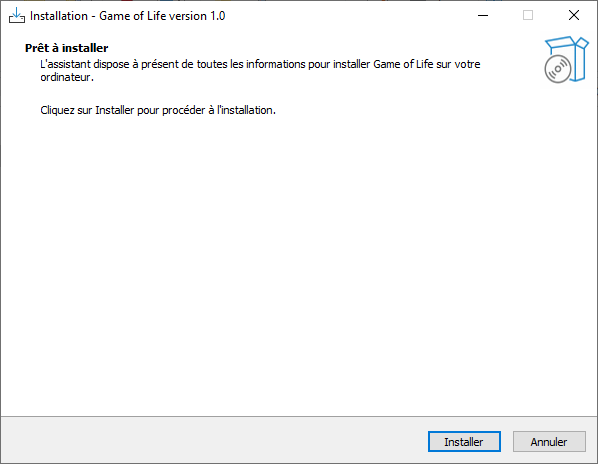 Installation - Game of Life version 1.0
Prêt à installer
L'assistant dispose à présent de toutes les informations pour installer Game of Life sur votre
ordinateur.
Cliquez sur Installer pour procéder à l'installation.
Installer
Annuler